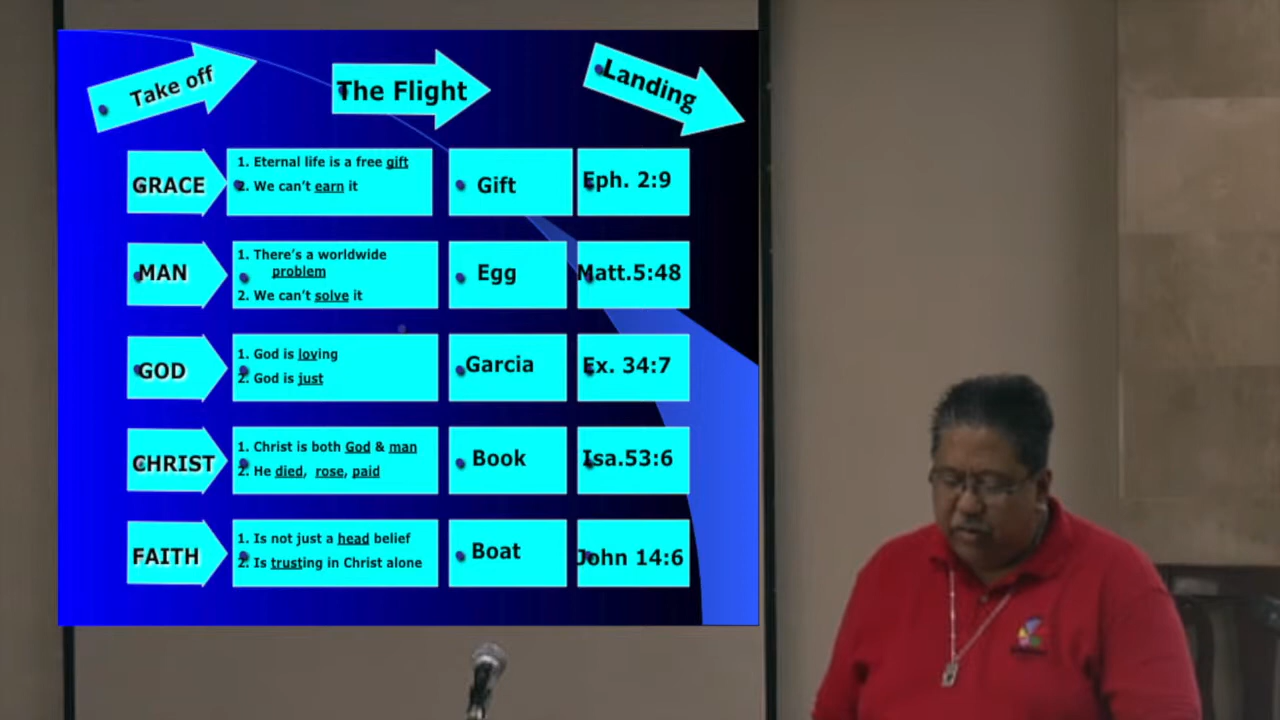 Take off
The Flight
Landing
GRACE
1. Eternal life is a free gift
2. We can't earn it
Gift
Eph. 2:9
MAN
1. There's a worldwide
problem
2. We can't solve it
Egg
Matt.5:48
GOD
1. God is loving
2. God is just
Garcia
Ex. 34:7
CHRIST
1. Christ is both God & man
2. He died, rose, paid
Book
Isa.53:6
FAITH
1. Is not just a head belief
2. Is trusting in Christ alone
Boat
John 14:6